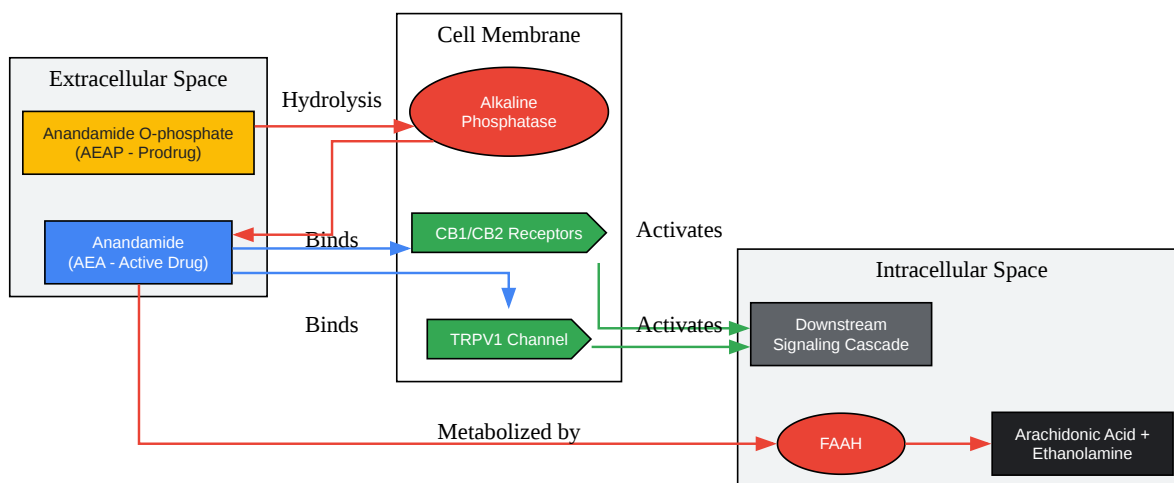 Cell Membrane
Extracellular Space
Hydrolysis
Alkaline
Phosphatase
Anandamide O-phosphate
(AEAP - Prodrug)
Anandamide
(AEA - Active Drug)
Binds
CB1/CB2 Receptors
Activates
Intracellular Space
Binds
TRPV1 Channel
Activates
Downstream
Signaling Cascade
Metabolized by
FAAH
Arachidonic Acid +
Ethanolamine